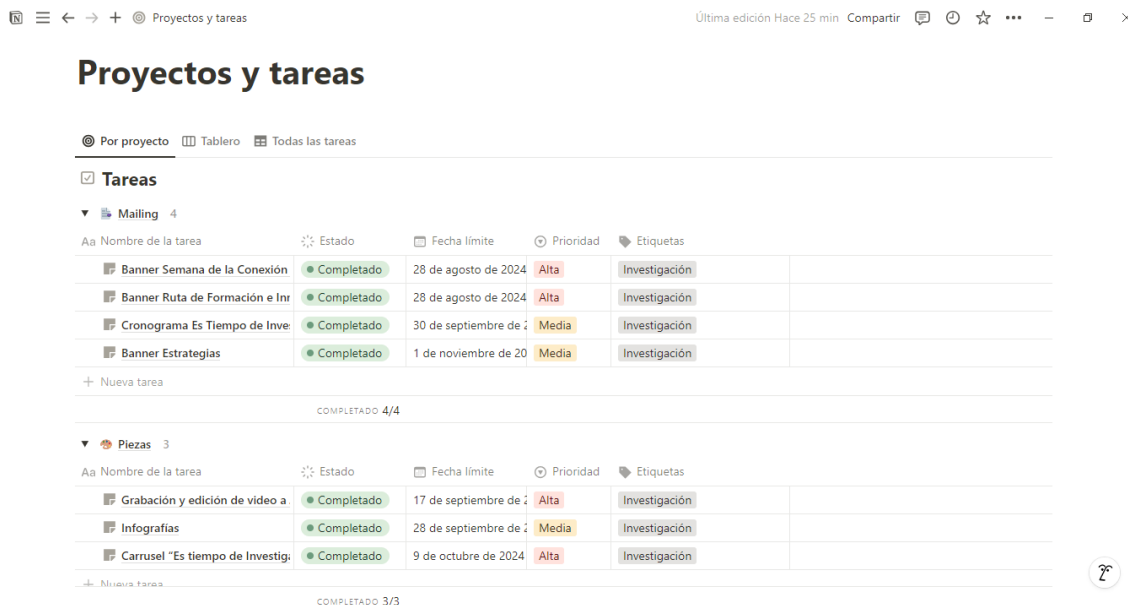 Proyectos y tareas Última edición Hace 25 min Compartir
Proyectos y tareas
Por proyecto Tablero Todas las tareas
Tareas
Mailing 4
Aa Nombre de la tarea Estado Fecha límite Prioridad Etiquetas
Banner Semana de la Conexión Completado 28 de agosto de 2024 Alta Investigación
Banner Ruta de Formación e Completado 28 de agosto de 2024 Alta Investigación
Cronograma Es Tiempo de Completado 30 de septiembre de Media Investigación
Banner Estrategias Completado 1 de noviembre de 20 Media Investigación
+ Nueva tarea
COMPLETADO 4/4
Piezas 3
Aa Nombre de la tarea Estado Fecha límite Prioridad Etiquetas
Grabación y edición de video a Completado 17 de septiembre de Alta Investigación
Infografías Completado 28 de septiembre de Media Investigación
Carrusel “Es tiempo de Completado 9 de octubre de 2024 Alta Investigación
+ Nueva tarea
COMPLETADO 3/3